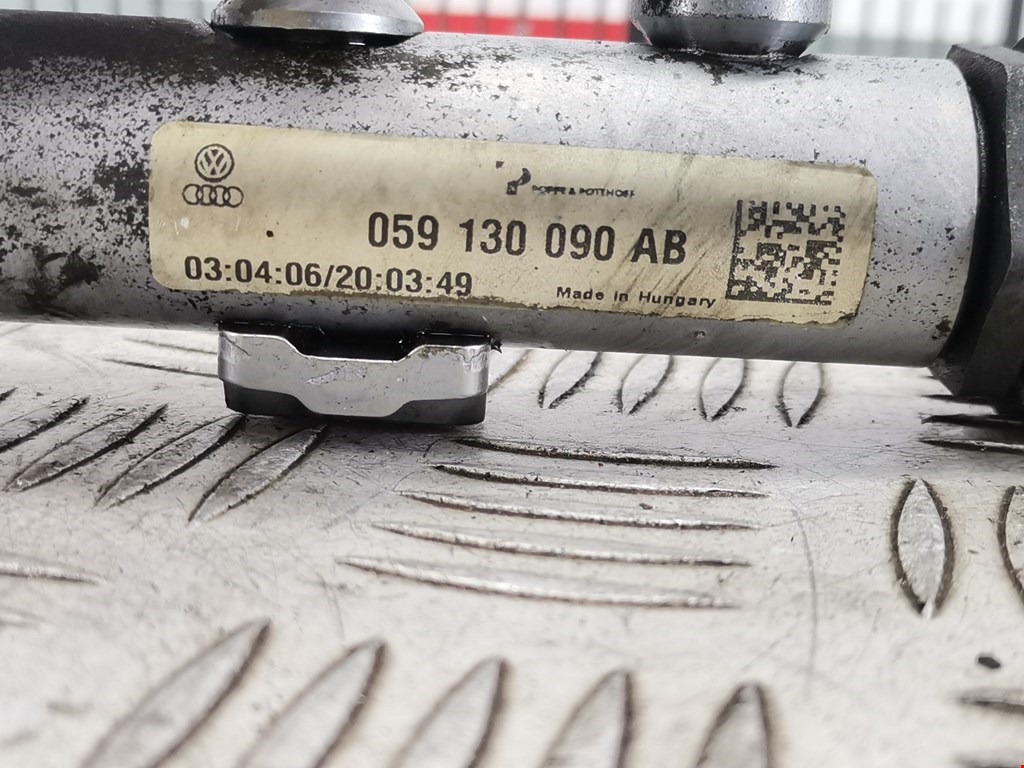 POPPE & POTTHOFF
059 130 090 AB
03:04:06/20:03:49
Made in Hungary